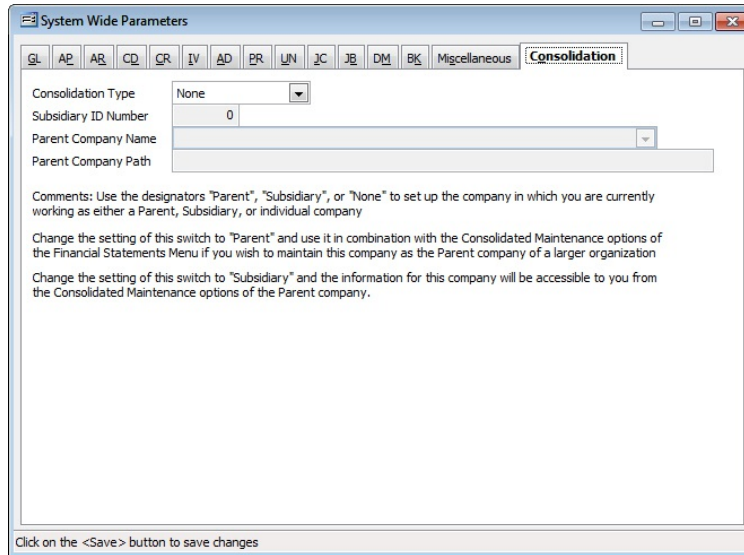 System Wide Parameters
GL AP AR CD CR IV AD PR UN JC JB DM BK Miscellaneous Consolidation
Consolidation Type None
Subsidiary ID Number 0
Parent Company Name
Parent Company Path
Comments: Use the designators "Parent", "Subsidiary", or "None" to set up the company in which you are currently
working as either a Parent, Subsidiary, or individual company
Change the setting of this switch to "Parent" and use it in combination with the Consolidated Maintenance options of
the Financial Statements Menu if you wish to maintain this company as the Parent company of a larger organization
Change the setting of this switch to "Subsidiary" and the information for this company will be accessible to you from
the Consolidated Maintenance options of the Parent company.
Click on the <Save> button to save changes